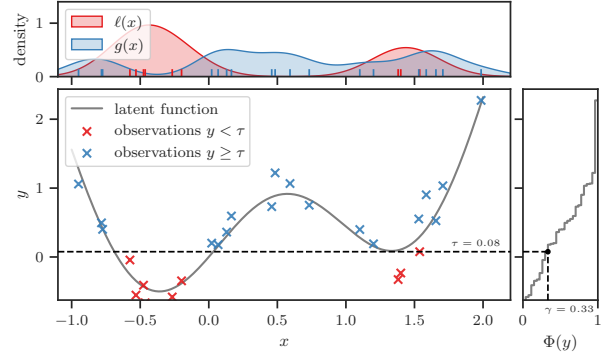 density
1
0
ℓ(x)
g(x)
2
1
0
y
latent function
observations y < τ
observations y ≥ τ
τ = 0.08
−1.0
−0.5
0.0
0.5
1.0
1.5
2.0
x
γ = 0.33
0
1
Φ(y)